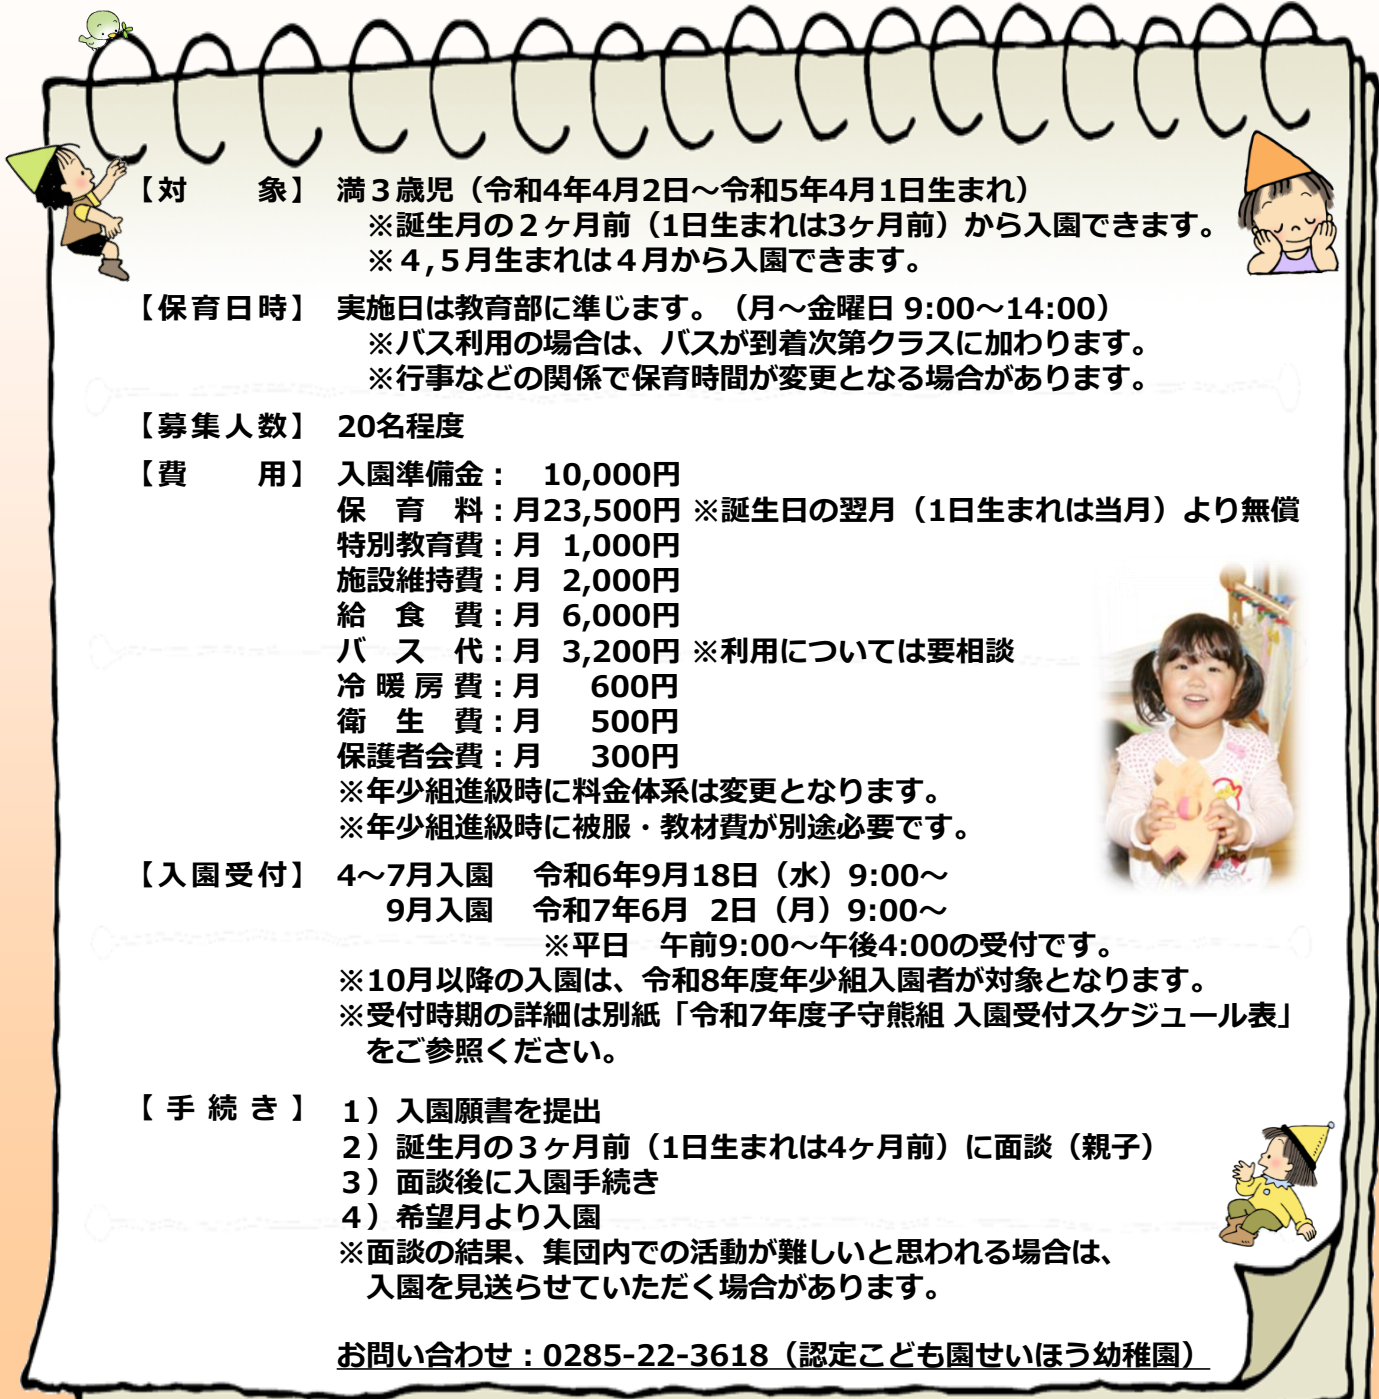 【対　　象】 満３歳児（令和4年4月2日～令和5年4月1日生まれ）
※誕生月の２ヶ月前（1日生まれは3ヶ月前）から入園できます。
※４,５月生まれは４月から入園できます。
【保育日時】 実施日は教育部に準じます。（月～金曜日 9:00～14:00）
※バス利用の場合は、バスが到着次第クラスに加わります。
※行事などの関係で保育時間が変更となる場合があります。
【募集人数】 20名程度
【費　　用】 入園準備金： 10,000円
保　育　料：月23,500円 ※誕生日の翌月（1日生まれは当月）より無償
特別教育費：月 1,000円
施設維持費：月 2,000円
給　食　費：月 6,000円
バ　ス　代：月 3,200円 ※利用については要相談
冷 暖 房 費：月 600円
衛　生　費：月 500円
保護者会費：月 300円
※年少組進級時に料金体系は変更となります。
※年少組進級時に被服・教材費が別途必要です。
【入園受付】 4～7月入園 令和6年9月18日（水）9:00～
9月入園 令和7年6月 2日（月）9:00～
※平日 午前9:00～午後4:00の受付です。
※10月以降の入園は、令和8年度年少組入園者が対象となります。
※受付時期の詳細は別紙「令和7年度子守熊組 入園受付スケジュール表」
をご参照ください。
【 手 続 き 】 １）入園願書を提出
２）誕生月の３ヶ月前（1日生まれは4ヶ月前）に面談（親子）
３）面談後に入園手続き
４）希望月より入園
※面談の結果、集団内での活動が難しいと思われる場合は、
入園を見送らせていただく場合があります。
お問い合わせ：0285-22-3618（認定こども園せいほう幼稚園）